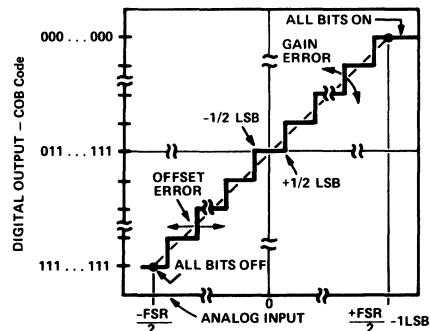 ALL BITS ON
000 ... 000
GAIN
ERROR
DIGITAL OUTPUT – COB Code
-1/2 LSB
011 ... 111
+1/2 LSB
OFFSET
ERROR
111 ... 111
ALL BITS OFF
-FSR
2
ANALOG INPUT
0
+FSR
2
-1LSB